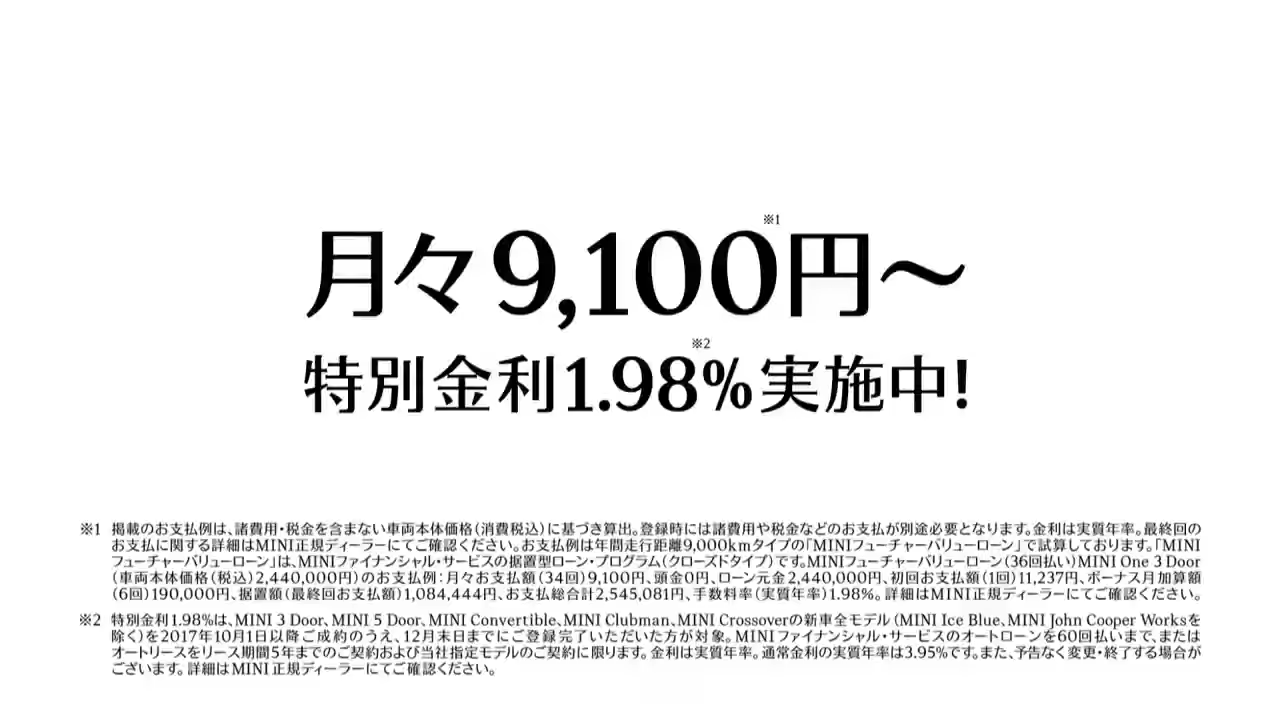 月々9,100※1円～
特別金利1.98※2%実施中!
※1 掲載のお支払例は、諸費用・税金を含まない車両本体価格(消費税込)に基づき算出。登録時には諸費用や税金などのお支払が別途必要となります。金利は実質年率。最終回の
お支払に関する詳細はMINI正規ディーラーにてご確認ください。お支払例は年間走行距離9,000kmタイプの「MINIフューチャーバリューローン」で試算しております。「MINI
フューチャーバリューローン」は、MINIファイナンシャル・サービスの据置型ローン・プログラム(クローズドタイプ)です。MINIフューチャーバリューローン(36回払い)MINI One 3 Door
(車両本体価格(税込)2,440,000円)のお支払例:月々お支払額(34回)9,100円、頭金0円、ローン元金2,440,000円、初回お支払額(1回)11,237円、ボーナス月加算額
(6回)190,000円、据置額(最終回お支払額)1,084,444円、お支払総合計2,545,081円、手数料率(実質年率)1.98%。詳細はMINI正規ディーラーにてご確認ください。
※2 特別金利1.98%は、MINI 3 Door、MINI 5 Door、MINI Convertible、MINI Clubman、MINI Crossoverの新車全モデル(MINI Ice Blue、MINI John Cooper Worksを
除く)を2017年10月1日以降ご成約のうえ、12月末日までにご登録完了いただいた方が対象。MINIファイナンシャル・サービスのオートローンを60回払いまで、または
オートリースをリース期間5年までのご契約および当社指定モデルのご契約に限ります。金利は実質年率。通常金利の実質年率は3.95%です。また、予告なく変更・終了する場合が
ございます。詳細はMINI正規ディーラーにてご確認ください。